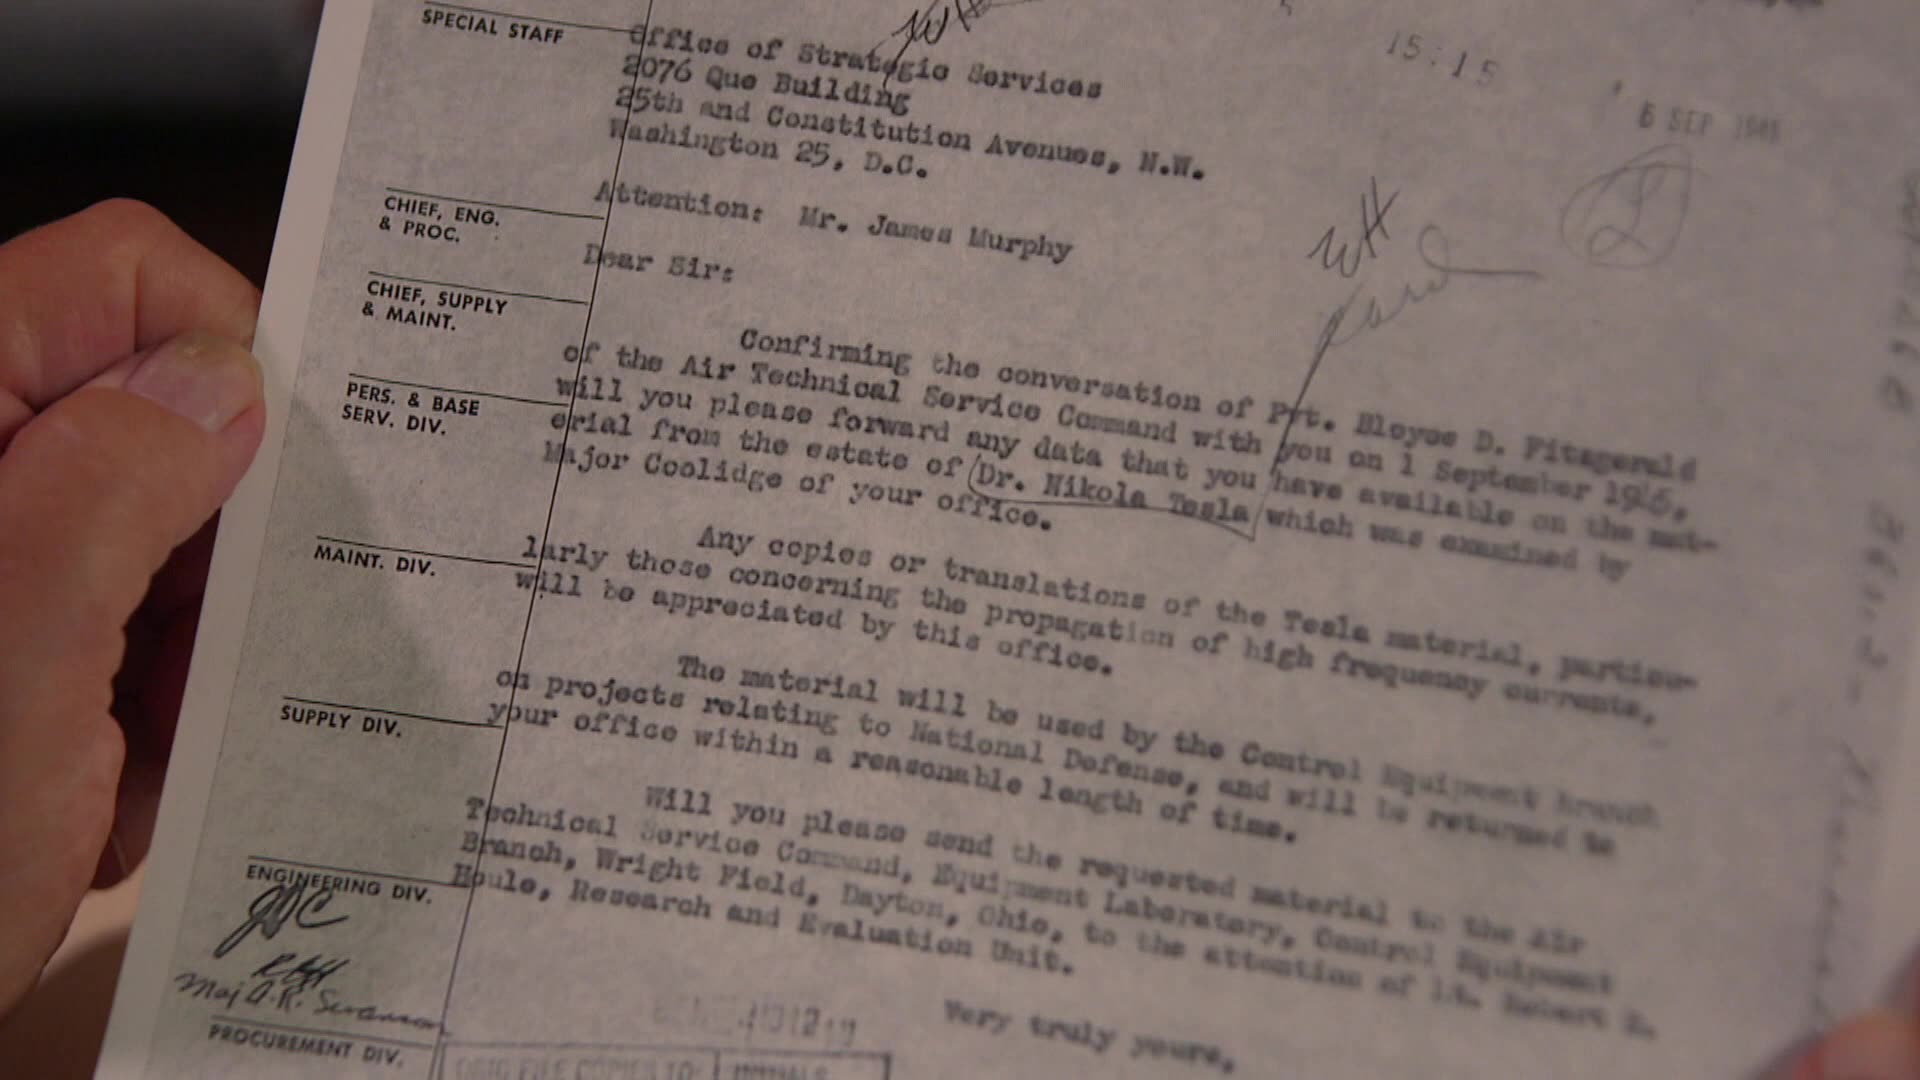 SPECIAL STAFF
Office of Strategic Services
2076 Que Building
25th and Constitution Avenues, N.W.
Washington 25, D.C.
15:15
6 SEP
CHIEF, ENG.
& PROC.
Attention: Mr. James Murphy
Dear Sir:
CHIEF, SUPPLY
& MAINT.
Confirming the conversation of Pvt. Bloyce D. Fitzgerald
of the Air Technical Service Command with you on 1 September 1945,
will you please forward any data that you have available on the mat-
erial from the estate of Dr. Nikola Tesla which was examined by
Major Coolidge of your office.
PERS. & BASE
SERV. DIV.
Any copies or translations of the Tesla material, particu-
larly those concerning the propagation of high frequency currents,
will be appreciated by this office.
MAINT. DIV.
The material will be used by the Control Equipment Branch
on projects relating to National Defense, and will be returned to
your office within a reasonable length of time.
SUPPLY DIV.
Will you please send the requested material to the Air
Technical Service Command, Equipment Laboratory, Control Equipment
Branch, Wright Field, Dayton, Ohio, to the attention of Lt. Robert E.
Houle, Research and Evaluation Unit.
ENGINEERING DIV.
Maj O.R. Swanson
Very truly yours,
PROCUREMENT DIV.